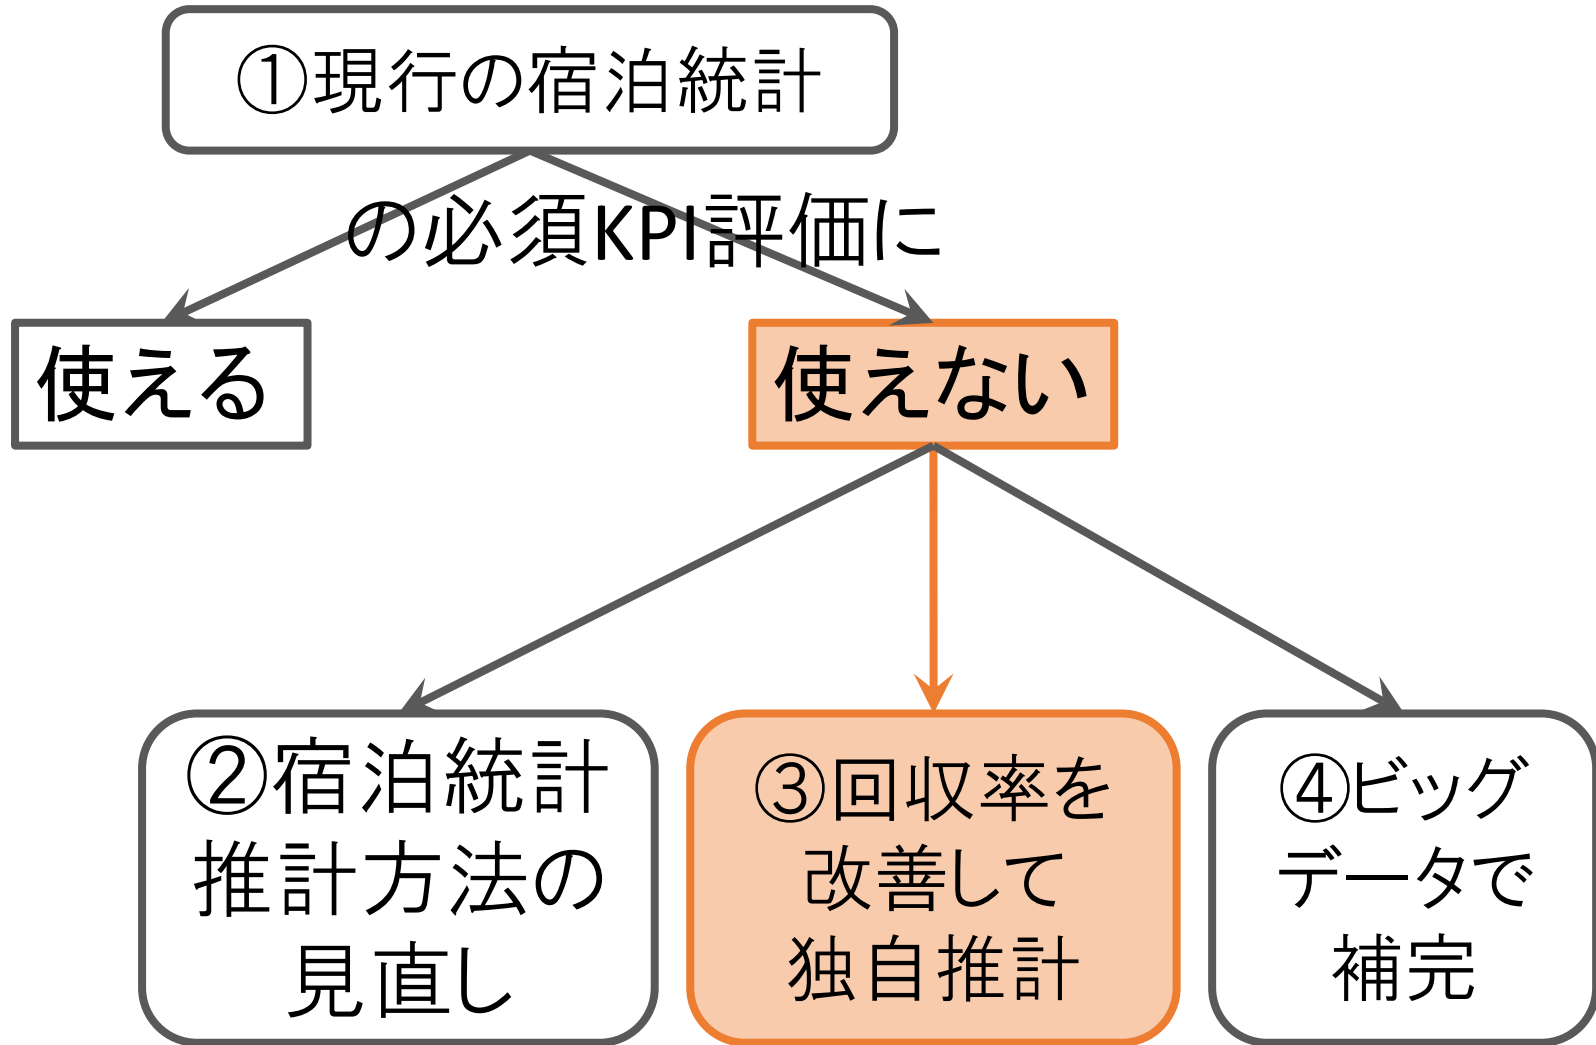 ①現行の宿泊統計
の必須KPI評価に
使える
使えない
②宿泊統計
推計方法の
見直し
③回収率を
改善して
独自推計
④ビッグ
データで
補完